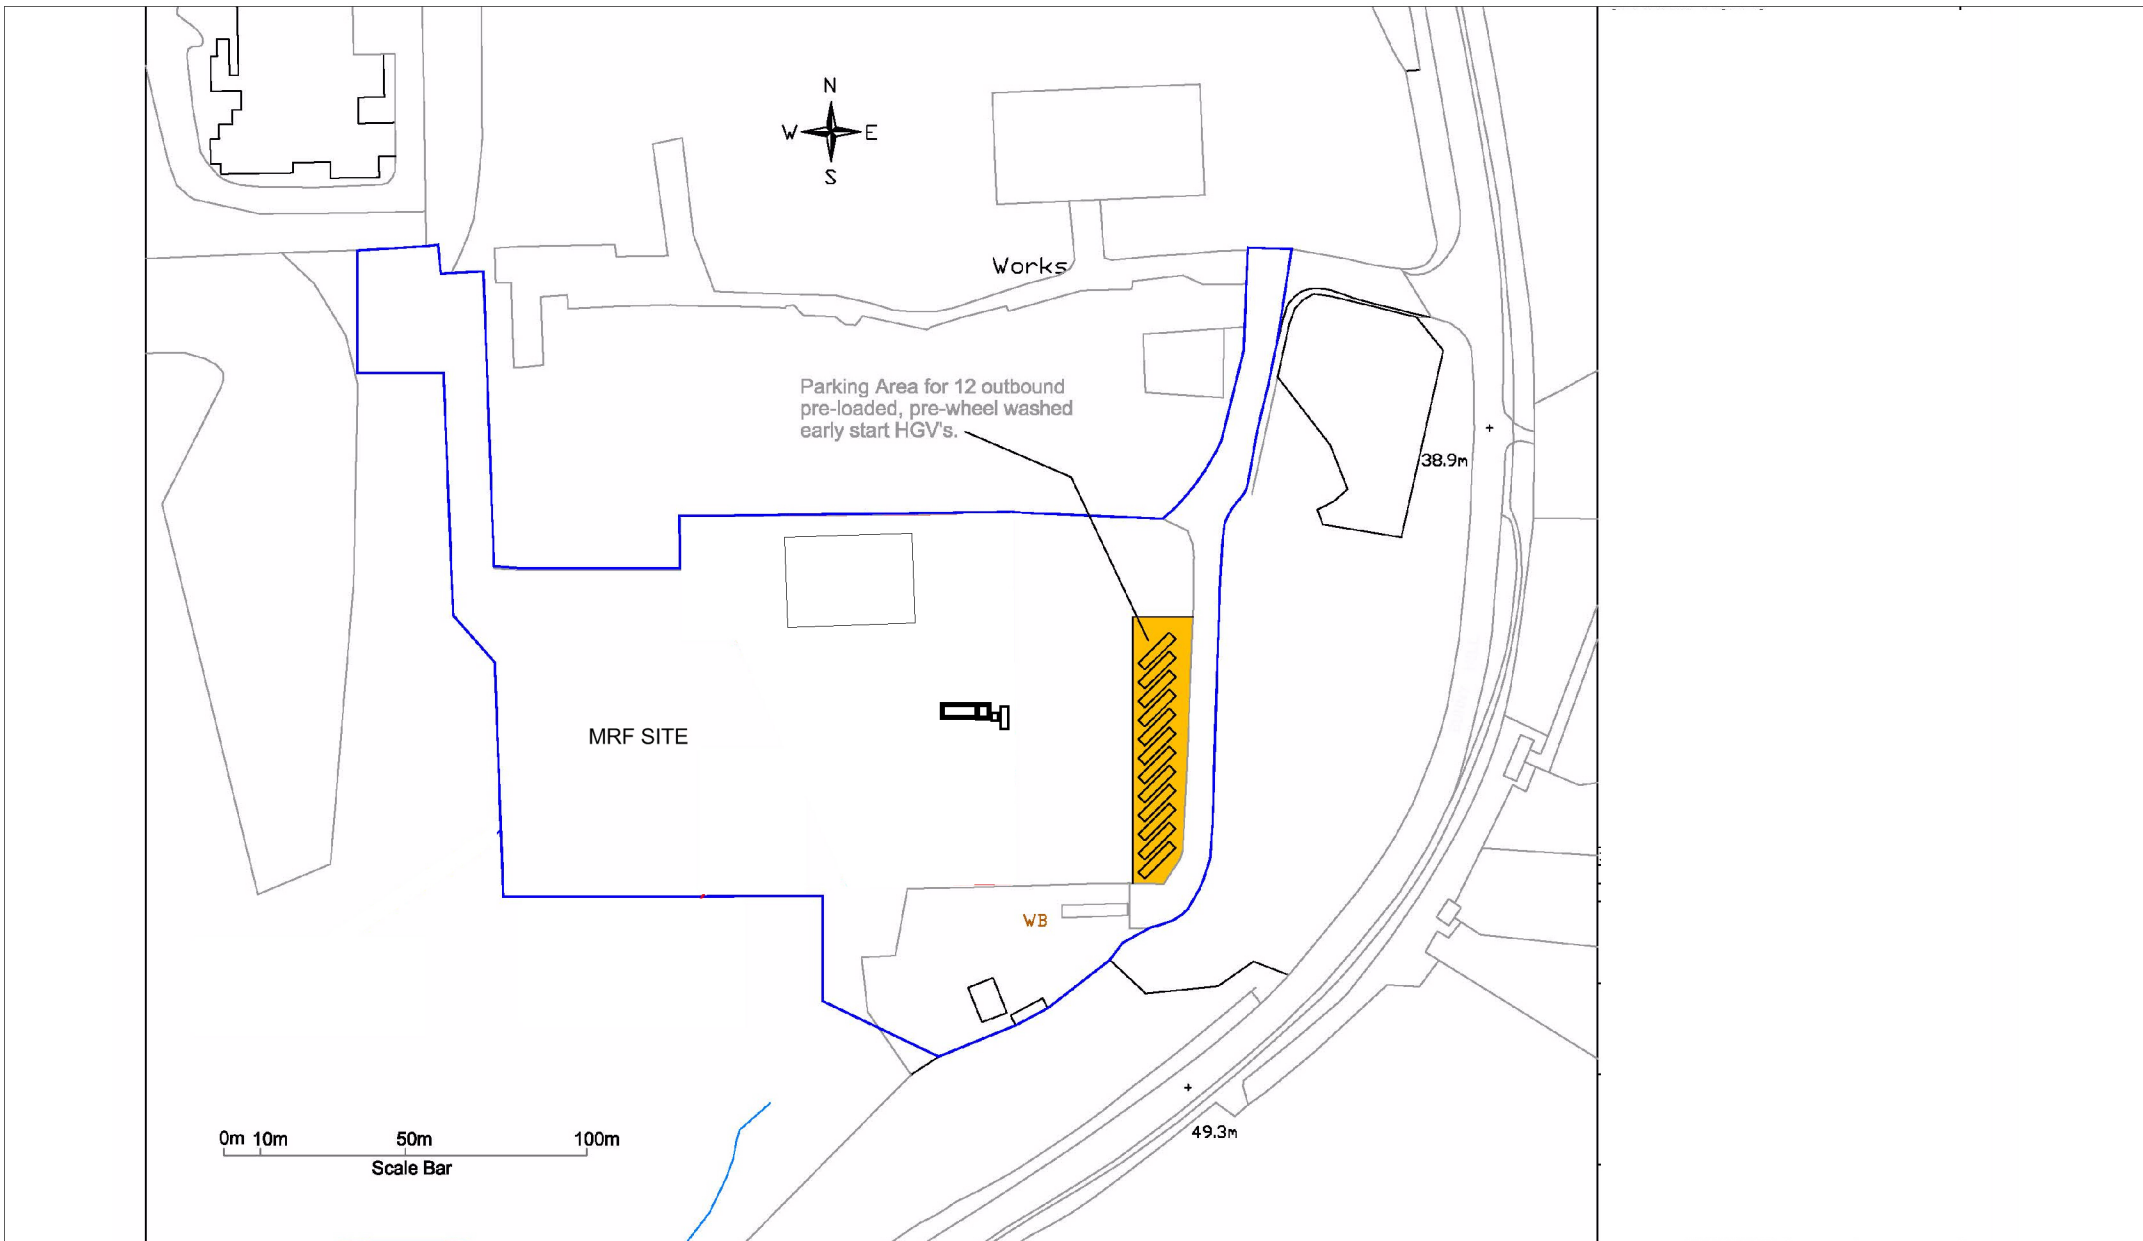 N
W E
S
Works
Parking Area for 12 outbound
pre-loaded, pre-wheel washed
early start HGV's.
38.9m
MRF SITE
WB
0m 10m 50m 100m
Scale Bar
49.3m